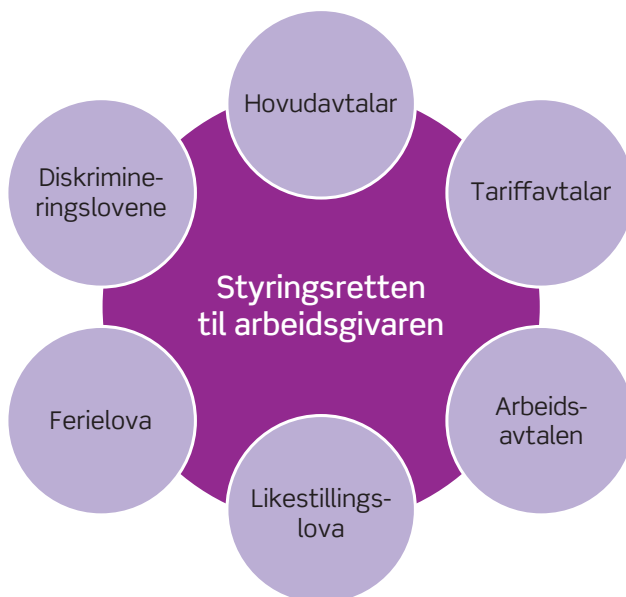 Hovudavtalar
Diskrimine-
ringslovene
Tariffavtalar
Styringsretten
til arbeidsgivaren
Ferielova
Arbeids-
avtalen
Likestillings-
lova